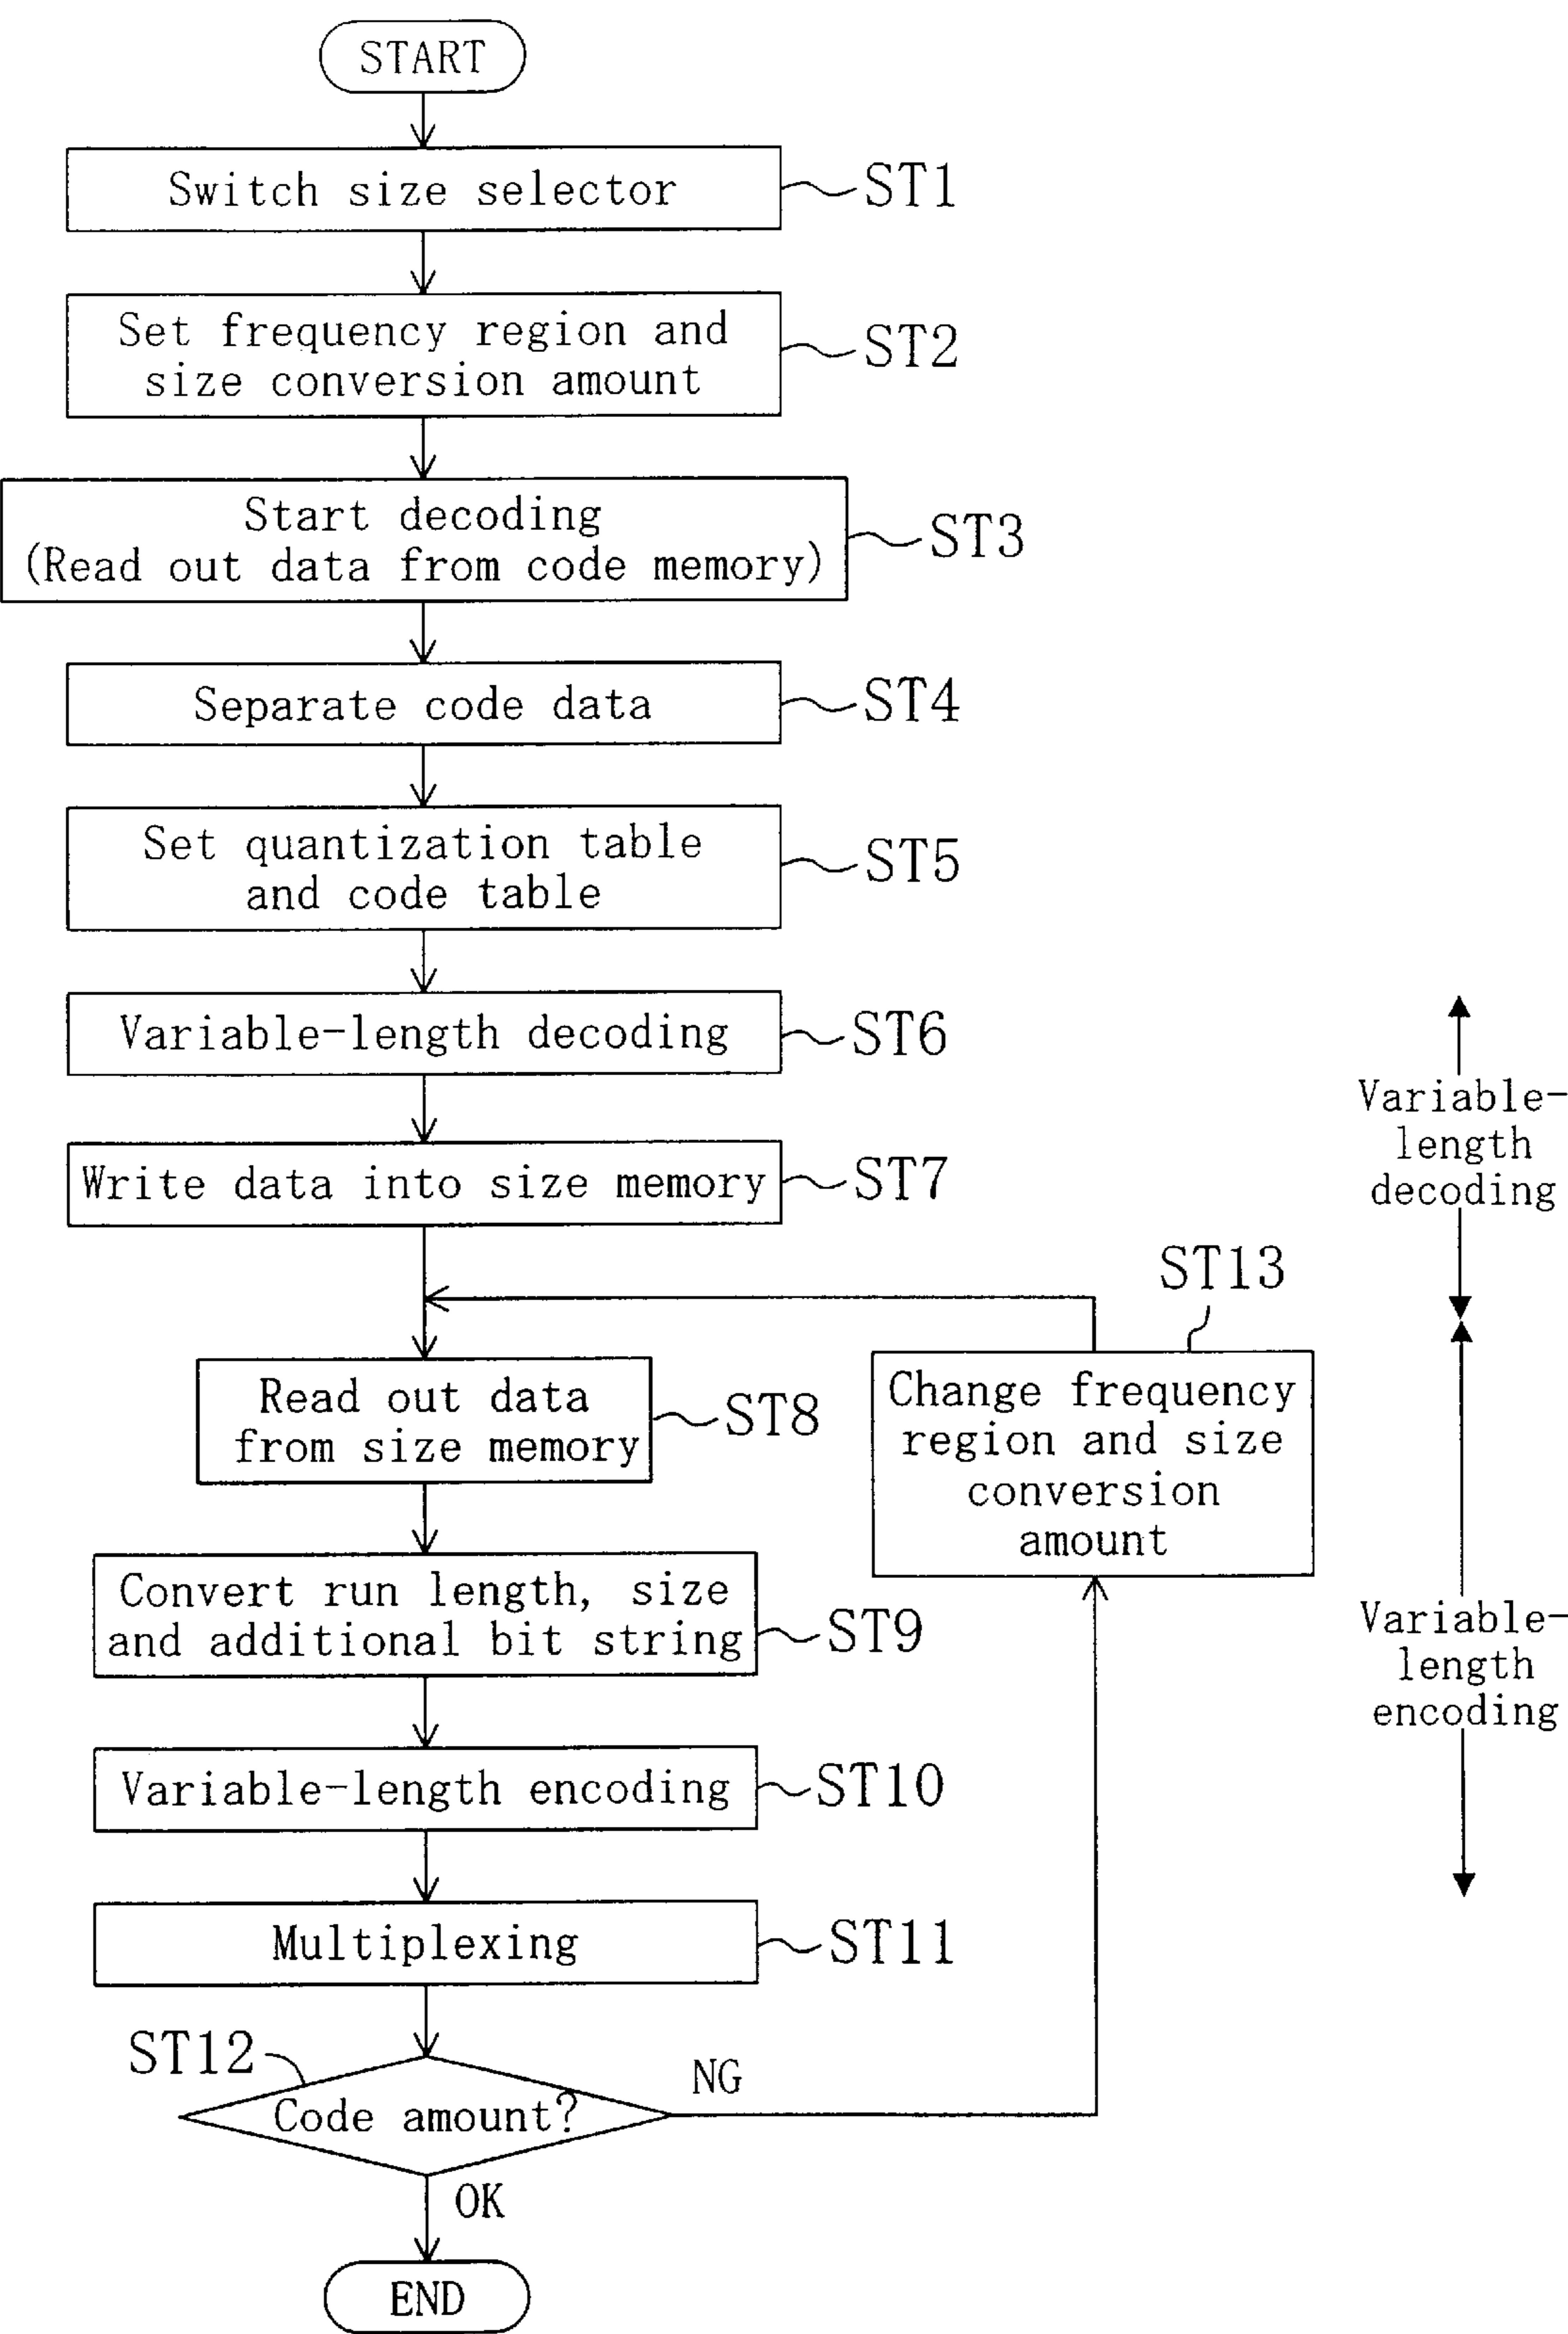 START
Switch size selector
ST1
Set frequency region and
size conversion amount
ST2
Start decoding
(Read out data from code memory)
ST3
Separate code data
ST4
Set quantization table
and code table
ST5
Variable-length decoding
ST6
Write data into size memory
ST7
Variable-
length
decoding
ST13
Change frequency
region and size
conversion
amount
Read out data
from size memory
ST8
Convert run length, size
and additional bit string
ST9
Variable-
length
encoding
Variable-length encoding
ST10
Multiplexing
ST11
ST12
Code amount?
NG
OK
END